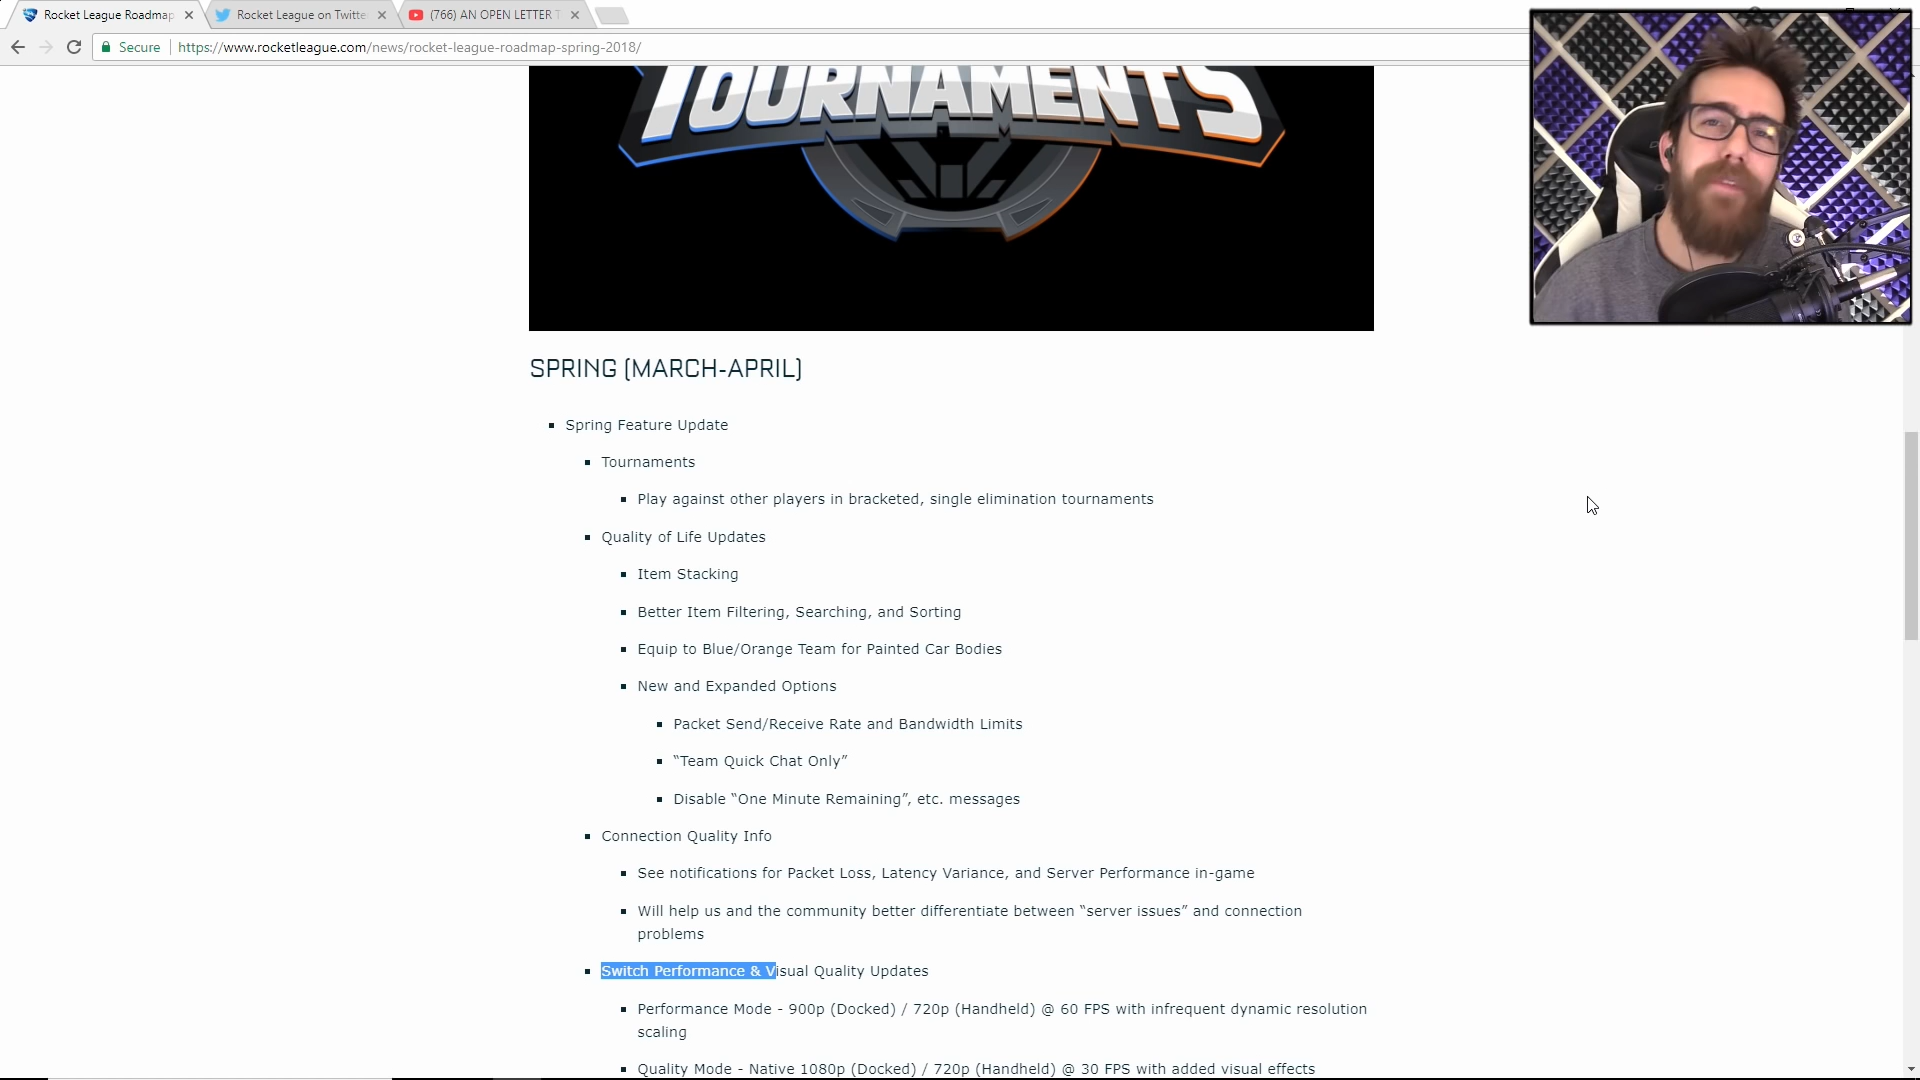 Rocket League Roadmap
Rocket League on Twitte
(766) AN OPEN LETTER T
Secure
https://www.rocketleague.com/news/rocket-league-roadmap-spring-2018/
TOURNAMENTS
SPRING (MARCH-APRIL)
Spring Feature Update
Tournaments
Play against other players in bracketed, single elimination tournaments
Quality of Life Updates
Item Stacking
Better Item Filtering, Searching, and Sorting
Equip to Blue/Orange Team for Painted Car Bodies
New and Expanded Options
Packet Send/Receive Rate and Bandwidth Limits
“Team Quick Chat Only”
Disable “One Minute Remaining”, etc. messages
Connection Quality Info
See notifications for Packet Loss, Latency Variance, and Server Performance in-game
Will help us and the community better differentiate between “server issues” and connection
problems
Switch Performance & Visual Quality Updates
Performance Mode - 900p (Docked) / 720p (Handheld) @ 60 FPS with infrequent dynamic resolution
scaling
Quality Mode - Native 1080p (Docked) / 720p (Handheld) @ 30 FPS with added visual effects